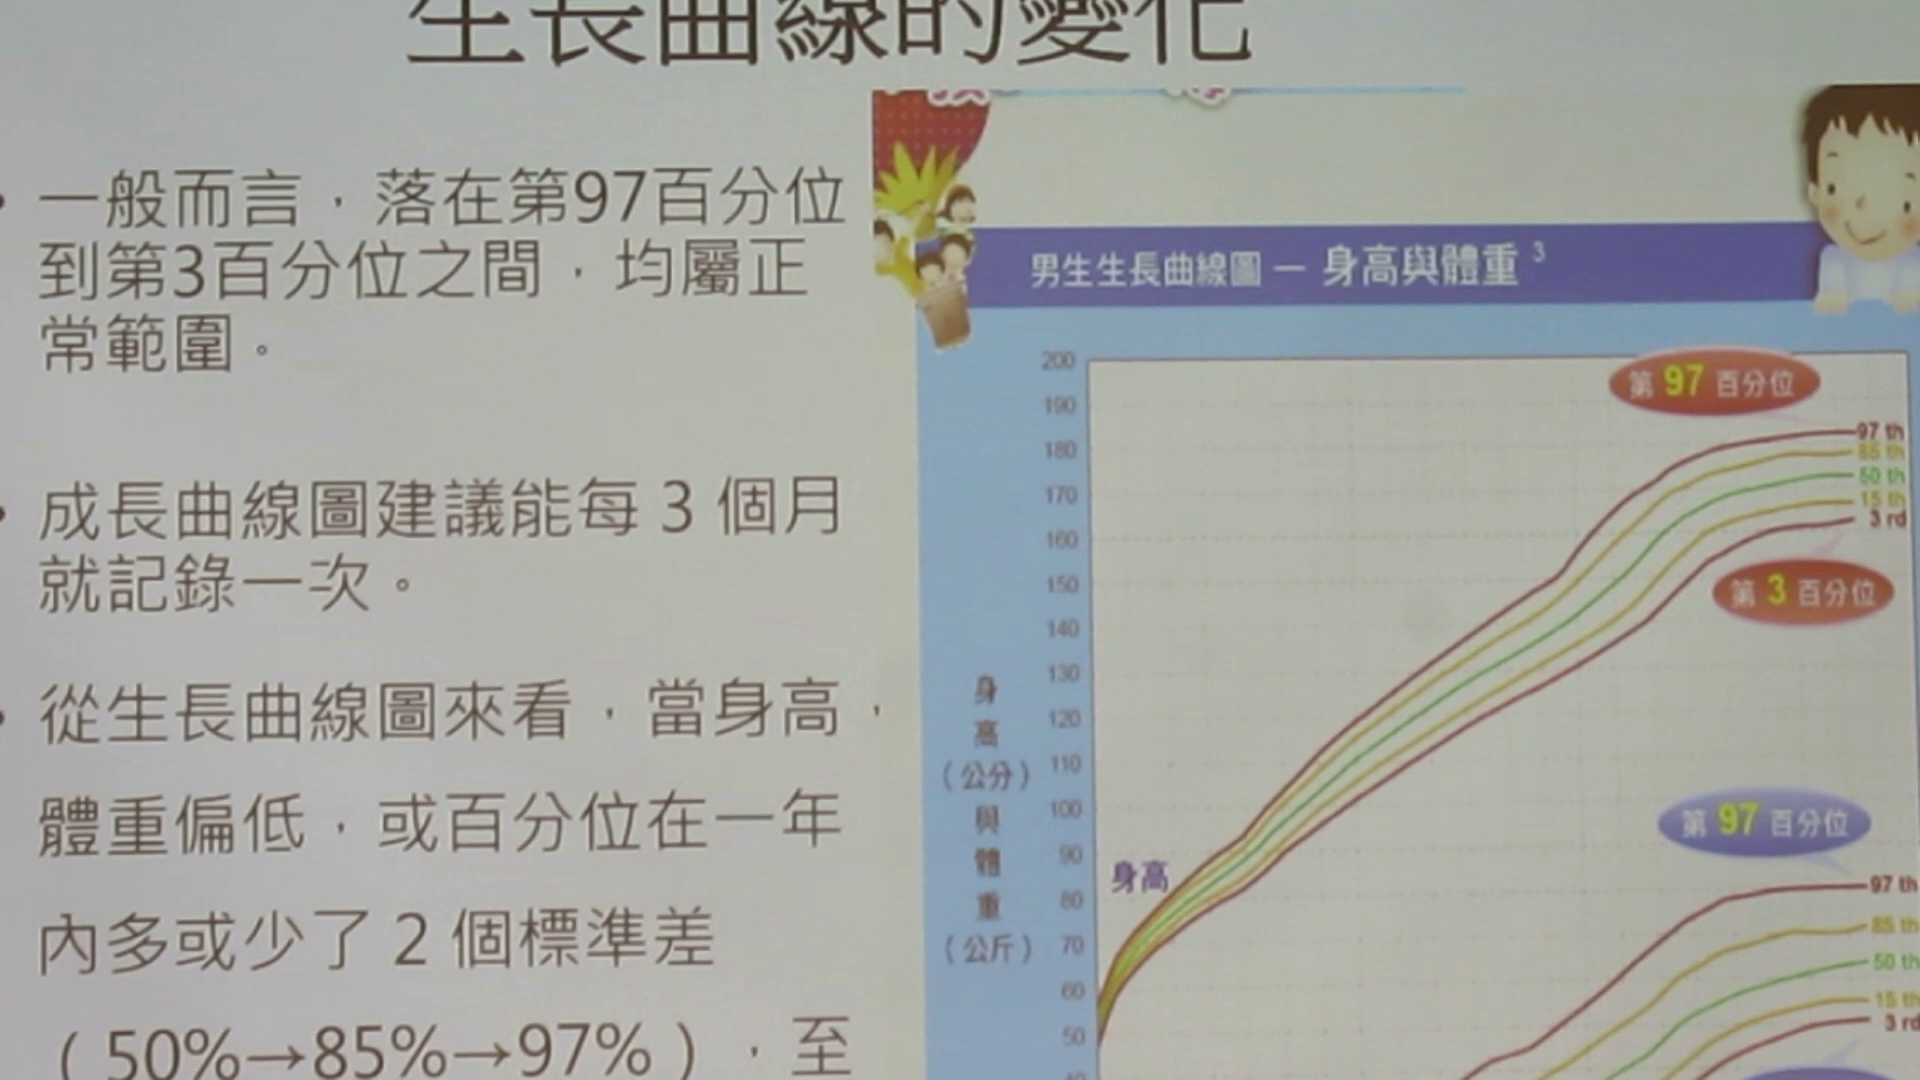 生長曲線的變化
一般而言，落在第97百分位
到第3百分位之間，均屬正
常範圍。
成長曲線圖建議能每 3 個月
就記錄一次。
從生長曲線圖來看，當身高，
體重偏低，或百分位在一年
內多或少了 2 個標準差
（50%→85%→97%），至
男生生長曲線圖 — 身高與體重 3
200
190
180
170
160
150
140
130
120
110
100
90
80
70
60
50
身高（公分）與體重（公斤）
第 97 百分位
97 th
85 th
50 th
15 th
3 rd
第 3 百分位
身高
第 97 百分位
97 th
85 th
50 th
15 th
3 rd